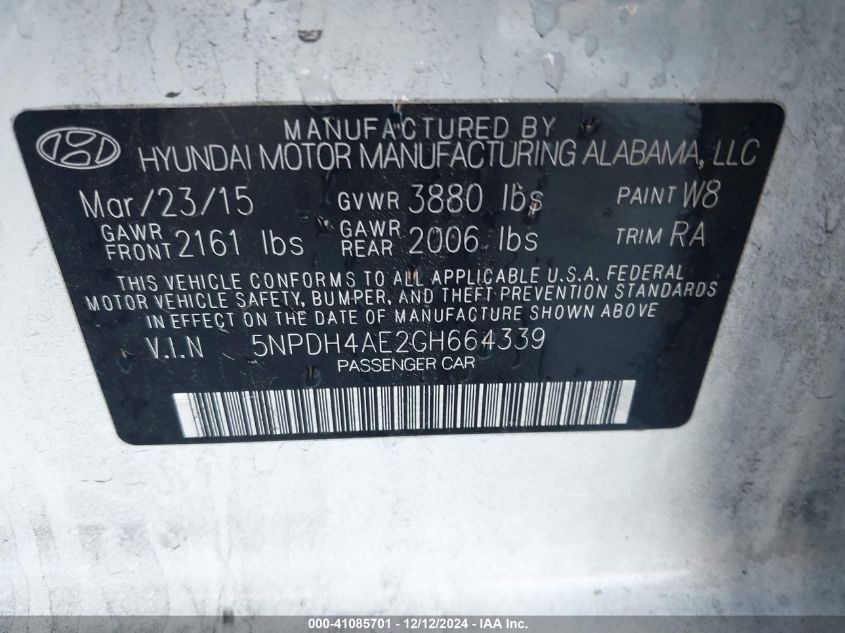 MANUFACTURED BY
HYUNDAI MOTOR MANUFACTURING ALABAMA, LLC
Mar/23/15 GVWR 3880 lbs PAINT W8
GAWR FRONT 2161 lbs GAWR REAR 2006 lbs TRIM RA
THIS VEHICLE CONFORMS TO ALL APPLICABLE U.S.A. FEDERAL
MOTOR VEHICLE SAFETY, BUMPER, AND THEFT PREVENTION STANDARDS
IN EFFECT ON THE DATE OF MANUFACTURE SHOWN ABOVE.
V.I.N 5NPDH4AE2GH664339
PASSENGER CAR
000-41085701 - 12/12/2024 - IAA Inc.